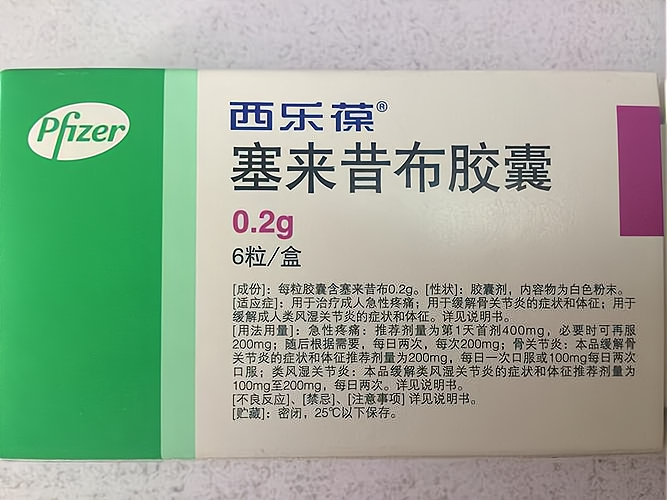 Pfizer
西乐葆®
塞来昔布胶囊
0.2g
6粒/盒
[成份]：每粒胶囊含塞来昔布0.2g。[性状]：胶囊剂，内容物为白色粉末。
[适应症]：用于治疗成人急性疼痛；用于缓解骨关节炎的症状和体征；用于
缓解成人类风湿关节炎的症状和体征。详见说明书。
[用法用量]：急性疼痛：推荐剂量为第1天首剂400mg，必要时可再服
200mg；随后根据需要，每日两次，每次200mg；骨关节炎：本品缓解骨
关节炎的症状和体征推荐剂量为200mg，每日一次口服或100mg每日两次
口服；类风湿关节炎：本品缓解类风湿关节炎的症状和体征推荐剂量为
100mg至200mg，每日两次。详见说明书。
[不良反应]、[禁忌]、[注意事项] 详见说明书。
[贮藏]：密闭，25℃以下保存。